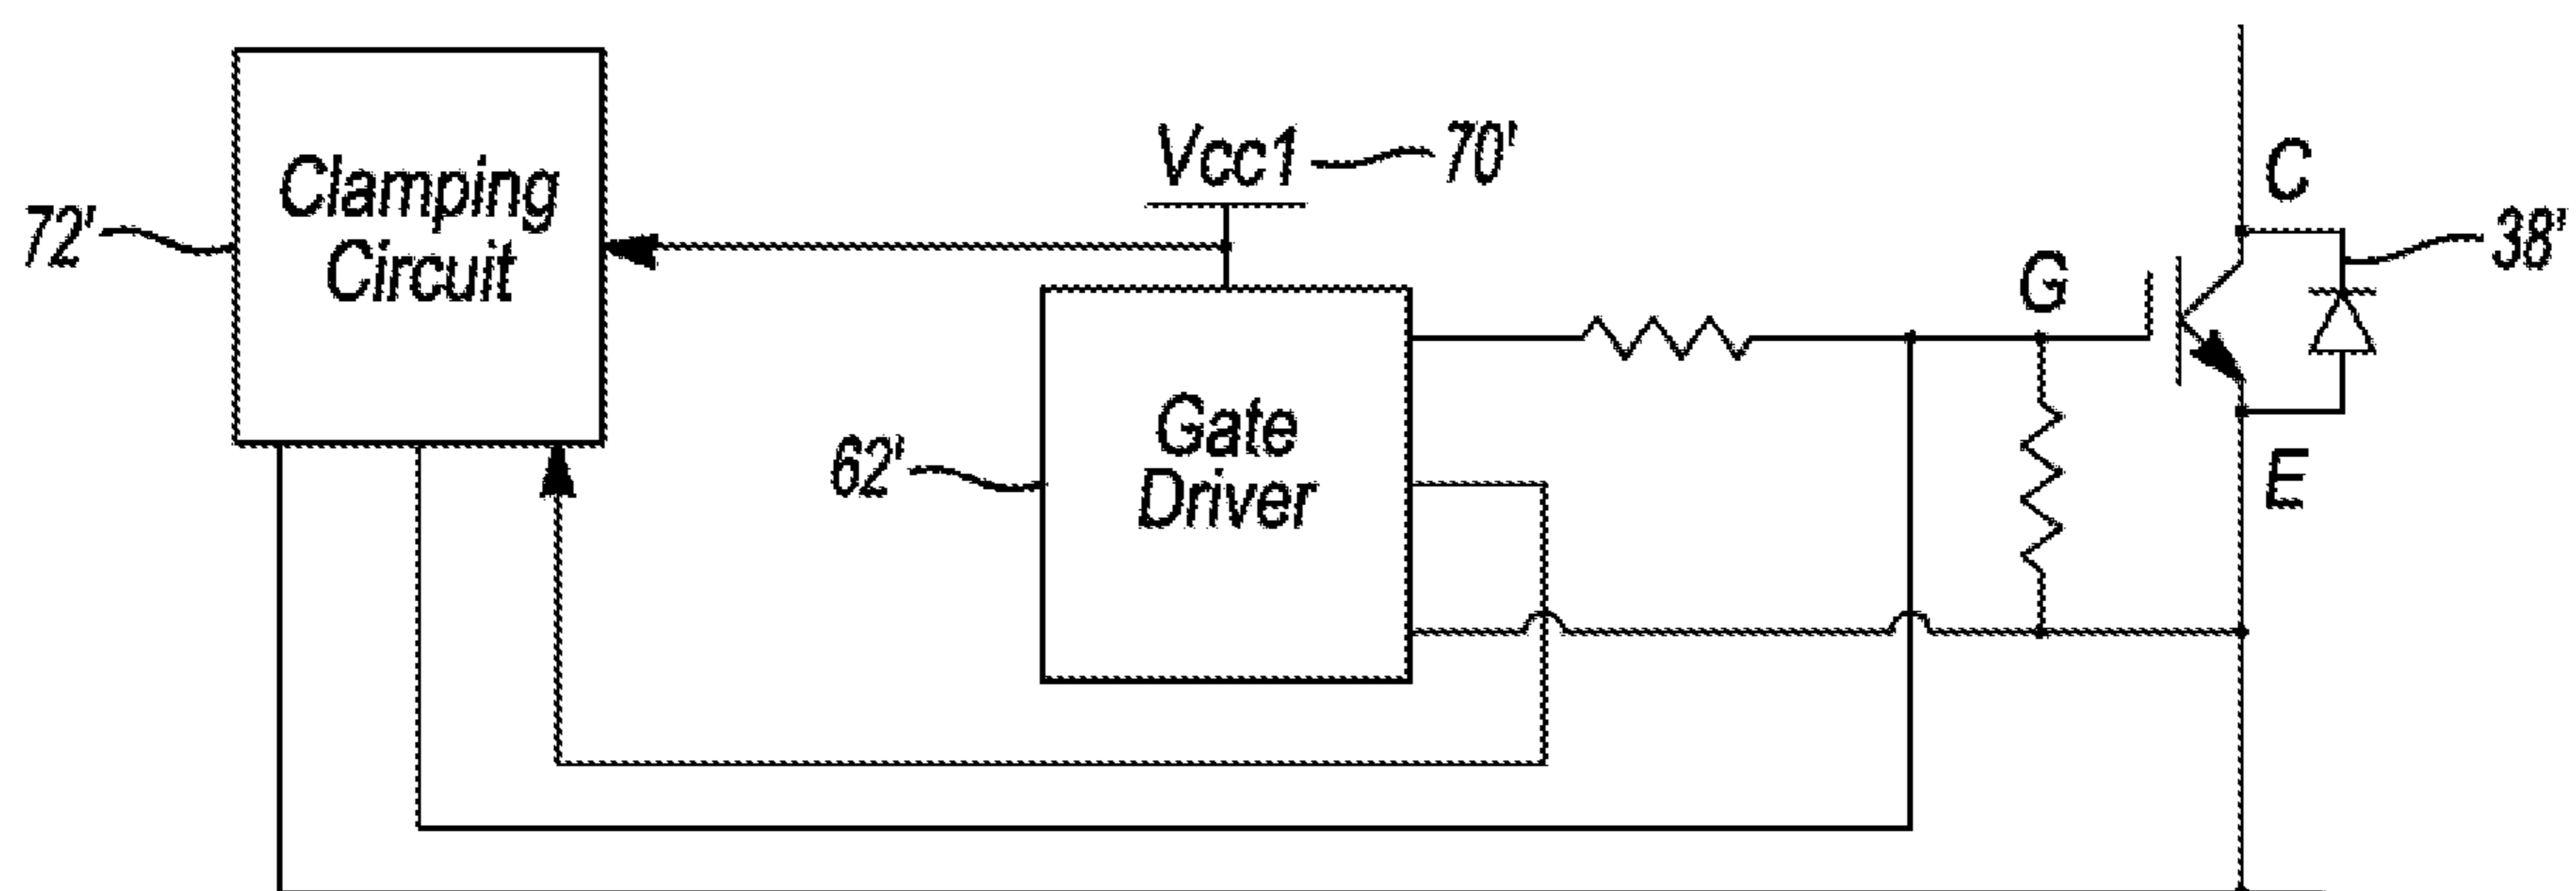 Clamping
Circuit
72'
Vcc1
70'
C
38'
G
Gate
Driver
62'
E